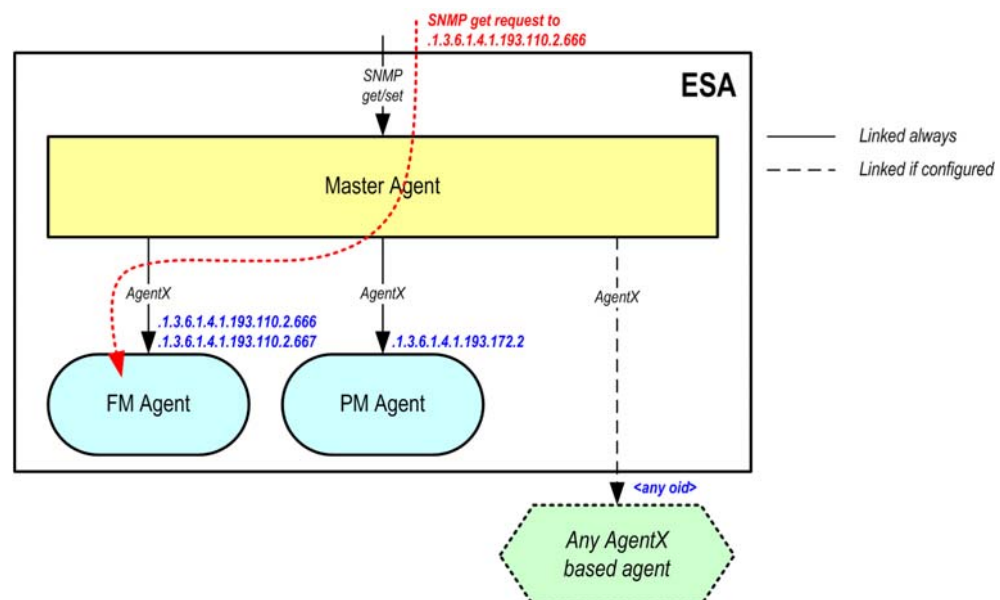 SNMP get request to
.1.3.6.1.4.1.193.110.2.666
SNMP
get/set
ESA
Master Agent
Linked always
Linked if configured
AgentX
AgentX
AgentX
.1.3.6.1.4.1.193.110.2.666
.1.3.6.1.4.1.193.110.2.667
.1.3.6.1.4.1.193.172.2
FM Agent
PM Agent
<any oid>
Any AgentX
based agent